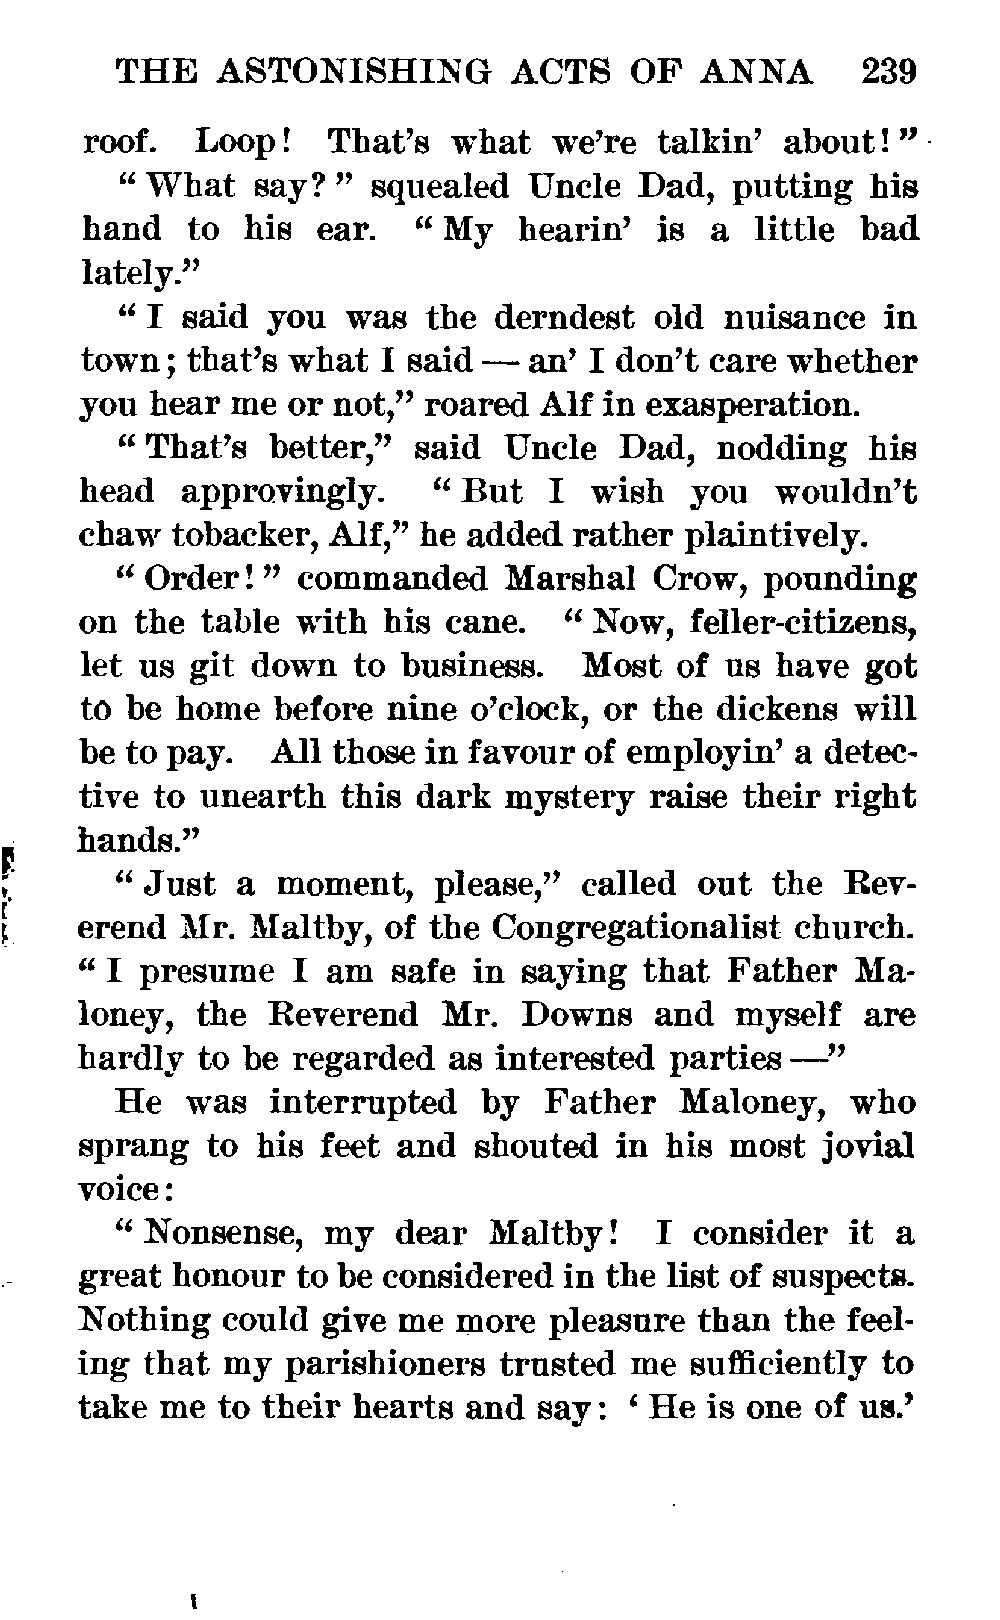 THE ASTONISHING ACTS OF ANNA 239
roof. Loop! That's what we're talkin' about!"
"What say?" squealed Uncle Dad, putting his
hand to his ear. "My hearin' is a little bad
lately."
"I said you was the derndest old nuisance in
town; that's what I said — an' I don't care whether
you hear me or not," roared Alf in exasperation.
"That's better," said Uncle Dad, nodding his
head approvingly. "But I wish you wouldn't
chaw tobacker, Alf," he added rather plaintively.
"Order!" commanded Marshal Crow, pounding
on the table with his cane. "Now, feller-citizens,
let us git down to business. Most of us have got
to be home before nine o'clock, or the dickens will
be to pay. All those in favour of employin' a detec-
tive to unearth this dark mystery raise their right
hands."
"Just a moment, please," called out the Rev-
erend Mr. Maltby, of the Congregationalist church.
"I presume I am safe in saying that Father Ma-
loney, the Reverend Mr. Downs and myself are
hardly to be regarded as interested parties —"
He was interrupted by Father Maloney, who
sprang to his feet and shouted in his most jovial
voice:
"Nonsense, my dear Maltby! I consider it a
great honour to be considered in the list of suspects.
Nothing could give me more pleasure than the feel-
ing that my parishioners trusted me sufficiently to
take me to their hearts and say: 'He is one of us.'